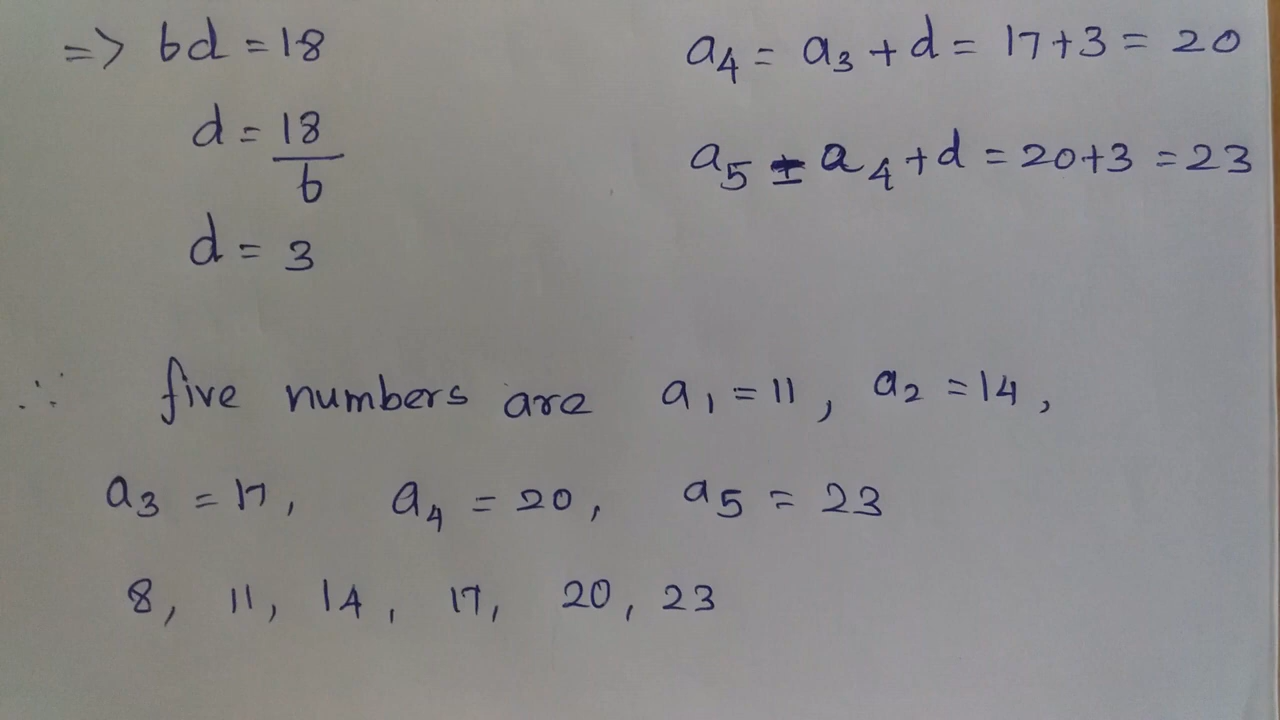 => 6d = 18
d = 18
6
d = 3
a4 = a3 + d = 17+3 = 20
a5 = a4 + d = 20+3 = 23
∴ five numbers are a1 = 11, a2 = 14,
a3 = 17, a4 = 20, a5 = 23
8, 11, 14, 17, 20, 23